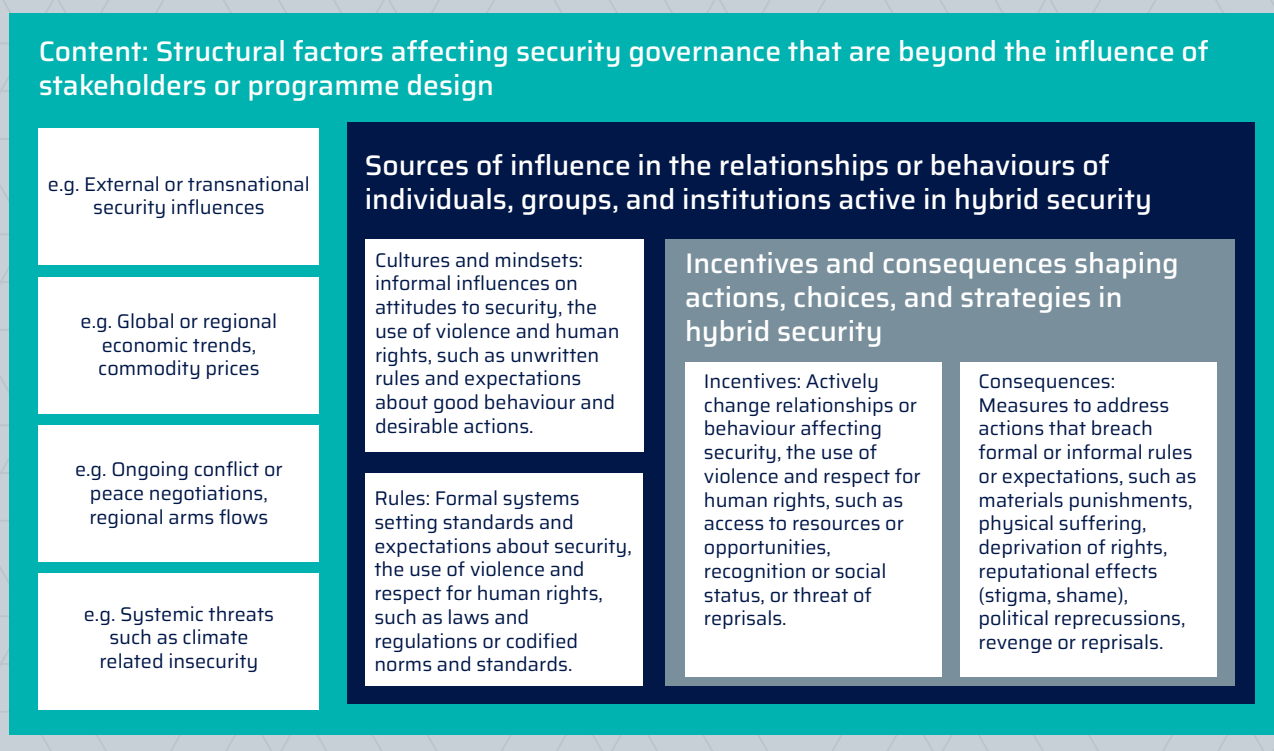 Content: Structural factors affecting security governance that are beyond the influence of
stakeholders or programme design
e.g. External or transnational
security influences
e.g. Global or regional
economic trends,
commodity prices
e.g. Ongoing conflict or
peace negotiations,
regional arms flows
e.g. Systemic threats
such as climate
related insecurity
Sources of influence in the relationships or behaviours of
individuals, groups, and institutions active in hybrid security
Cultures and mindsets:
informal influences on
attitudes to security, the
use of violence and human
rights, such as unwritten
rules and expectations
about good behaviour and
desirable actions.
Rules: Formal systems
setting standards and
expectations about security,
the use of violence and
respect for human rights,
such as laws and
regulations or codified
norms and standards.
Incentives and consequences shaping
actions, choices, and strategies in
hybrid security
Incentives: Actively
change relationships or
behaviour affecting
security, the use of
violence and respect for
human rights, such as
access to resources or
opportunities,
recognition or social
status, or threat of
reprisals.
Consequences:
Measures to address
actions that breach
formal or informal rules
or expectations, such as
materials punishments,
physical suffering,
deprivation of rights,
reputational effects
(stigma, shame),
political reprecussions,
revenge or reprisals.